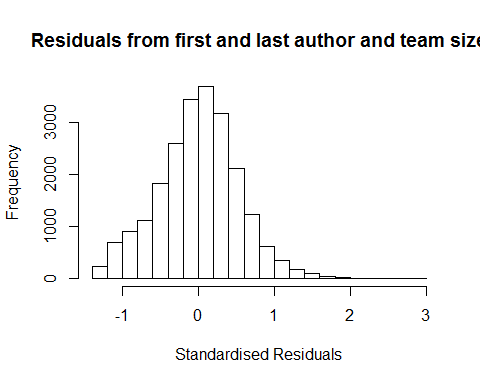 Residuals from first and last author and team size
Frequency
3000
2000
1000
0
-1 0 1 2 3
Standardised Residuals